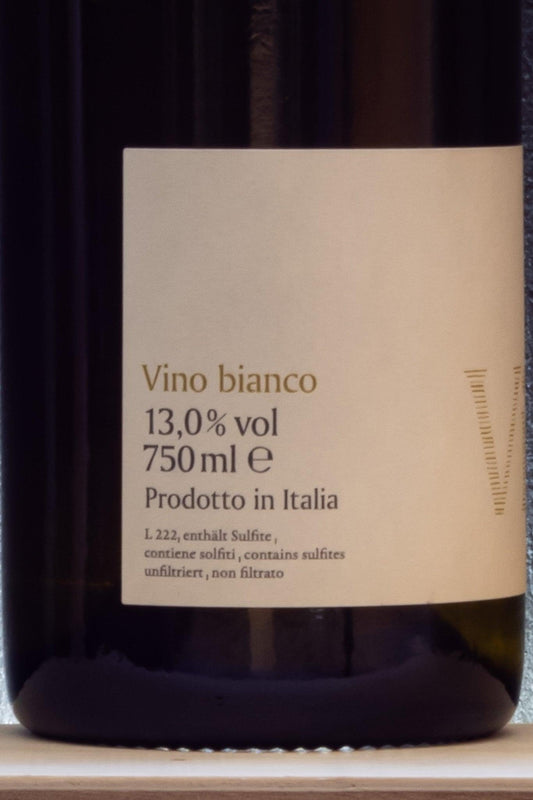 Vino bianco
13,0% vol
750 ml ℮
Prodotto in Italia
L 222, enthält Sulfite,
contiene solfiti, contains sulfites
unfiltriert, non filtrato